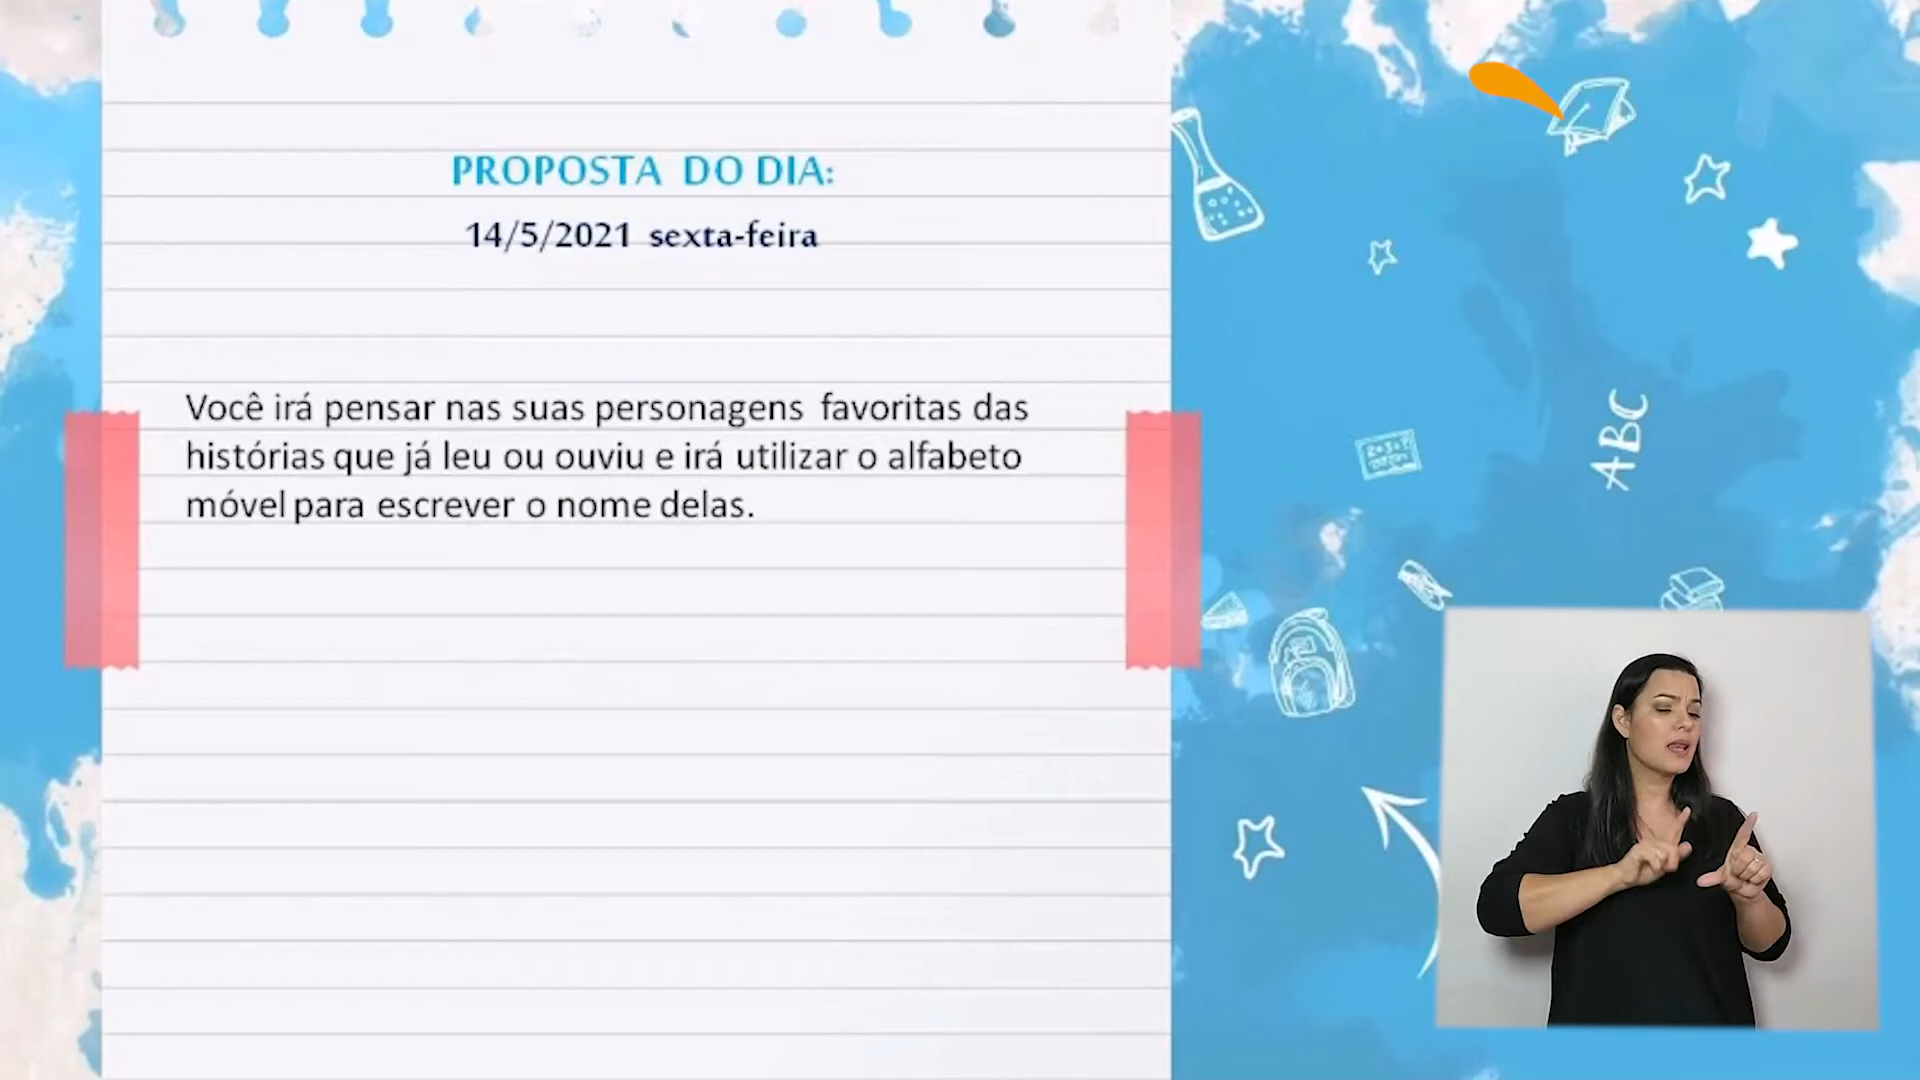 PROPOSTA DO DIA:
14/5/2021 sexta-feira
Você irá pensar nas suas personagens favoritas das
histórias que já leu ou ouviu e irá utilizar o alfabeto
móvel para escrever o nome delas.
ABC